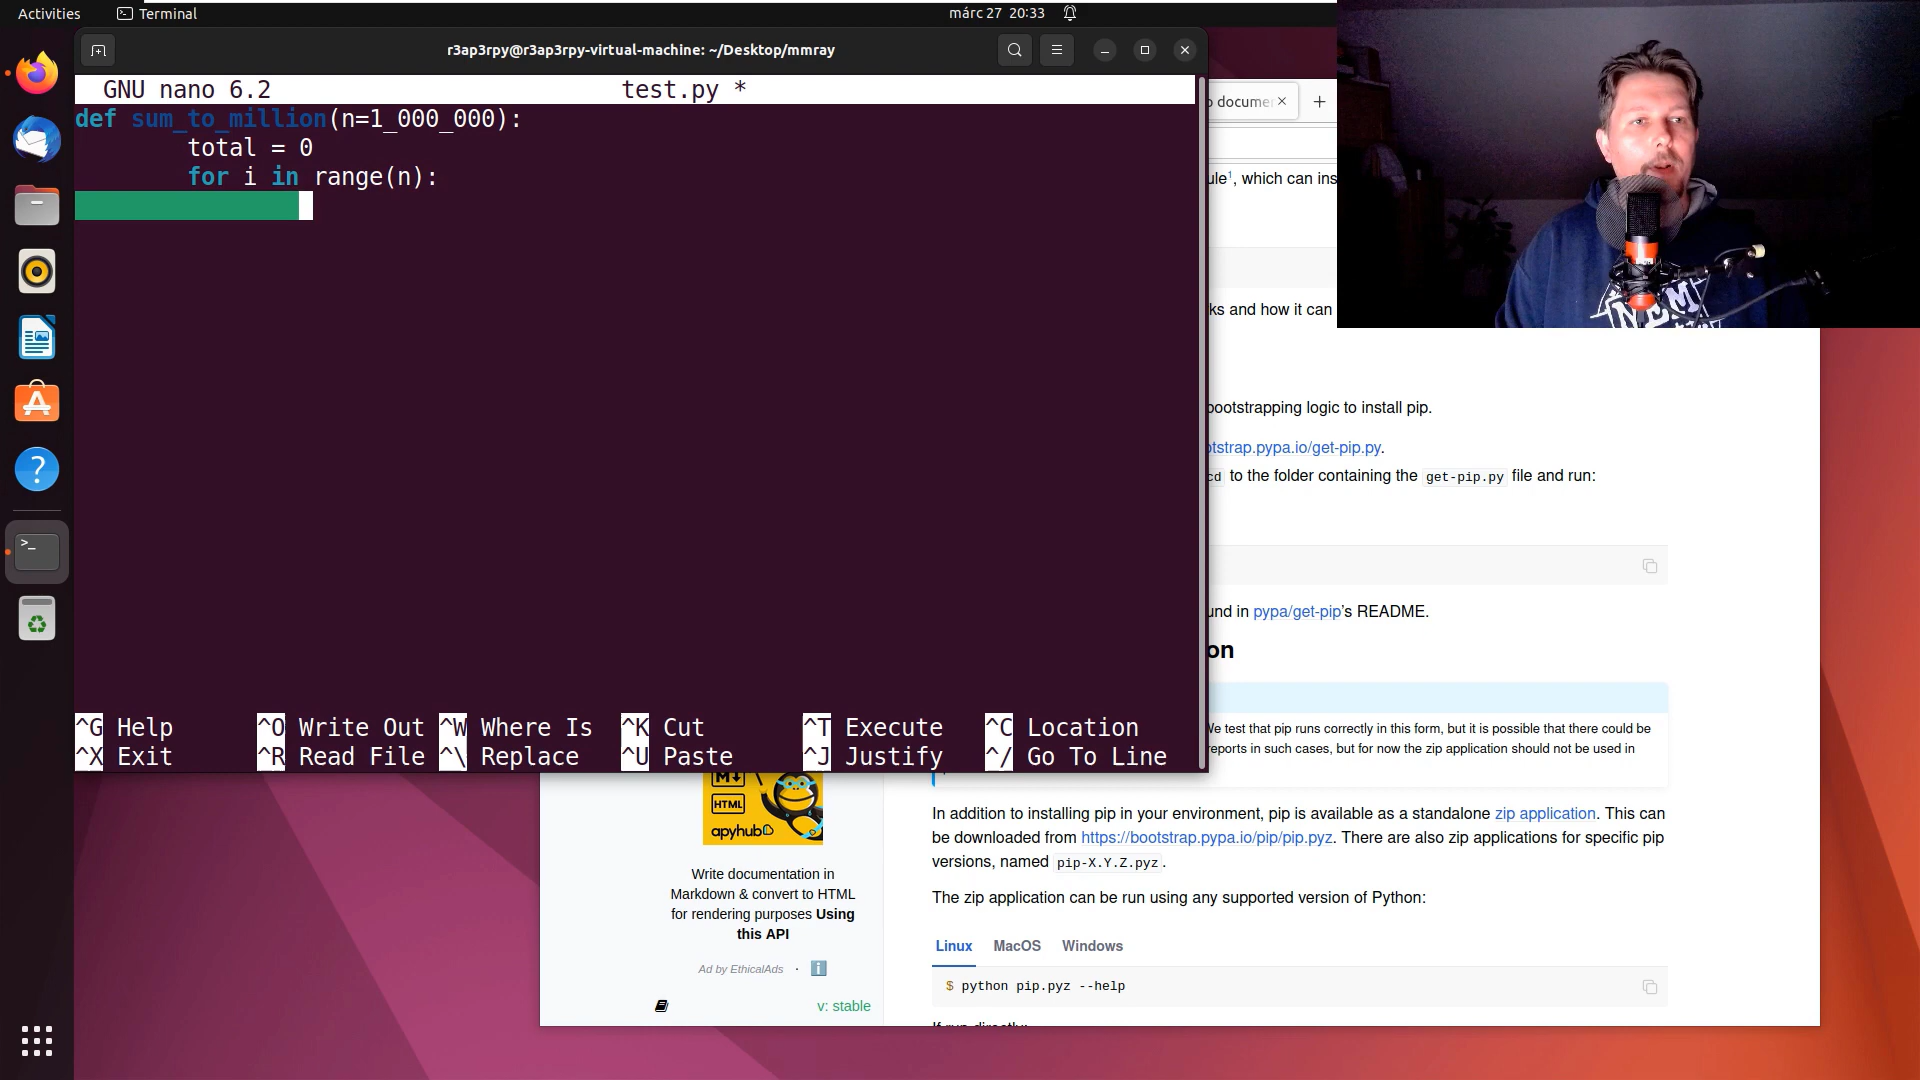 Activities
Terminal
márc 27 20:33
r3ap3rpy@r3ap3rpy-virtual-machine: ~/Desktop/mmray
GNU nano 6.2
test.py *
def sum_to_million(n=1_000_000):
total = 0
for i in range(n):
^G Help
^O Write Out
^W Where Is
^K Cut
^T Execute
^C Location
^X Exit
^R Read File
^\ Replace
^U Paste
^J Justify
^/ Go To Line
, which can ins
ks and how it can
bootstrapping logic to install pip.
tstrap.pypa.io/get-pip.py.
cd to the folder containing the get-pip.py file and run:
und in pypa/get-pip's README.
on
We test that pip runs correctly in this form, but it is possible that there could be
reports in such cases, but for now the zip application should not be used in
In addition to installing pip in your environment, pip is available as a standalone zip application. This can
be downloaded from https://bootstrap.pypa.io/pip/pip.pyz. There are also zip applications for specific pip
versions, named pip-X.Y.Z.pyz.
The zip application can be run using any supported version of Python:
Linux
MacOS
Windows
$ python pip.pyz --help
M↓
HTML
apyhub
Write documentation in
Markdown & convert to HTML
for rendering purposes Using
this API
Ad by EthicalAds ·
v: stable